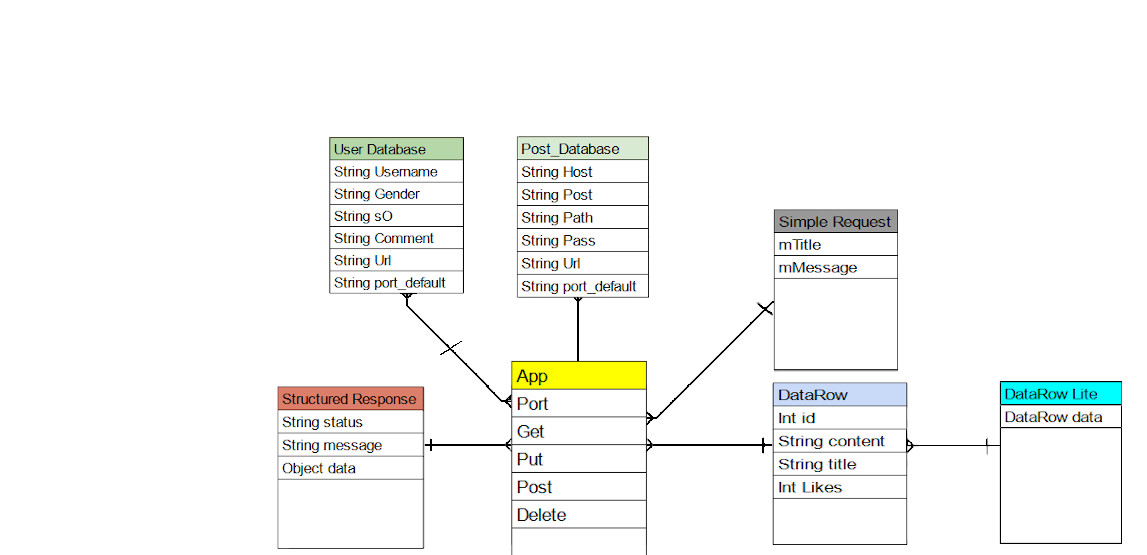 User Database
String Username
String Gender
String sO
String Comment
String Url
String port_default
Post_Database
String Host
String Post
String Path
String Pass
String Url
String port_default
Simple Request
mTitle
mMessage
Structured Response
String status
String message
Object data
App
Port
Get
Put
Post
Delete
DataRow
Int id
String content
String title
Int Likes
DataRow Lite
DataRow data